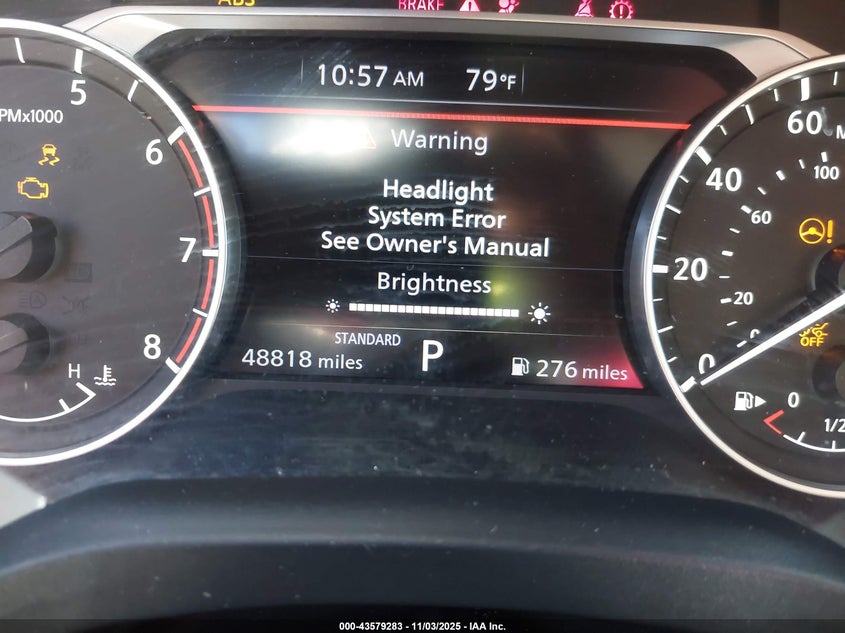 ABS
BRAKE
10:57 AM 79°F
5
PMx1000
6
7
8
H
Warning
Headlight
System Error
See Owner's Manual
Brightness
STANDARD
48818 miles
P
276 miles
60
M
100
40
60
20
20
0
0
OFF
0
1/2
000-43579283 - 11/03/2025 - IAA Inc.